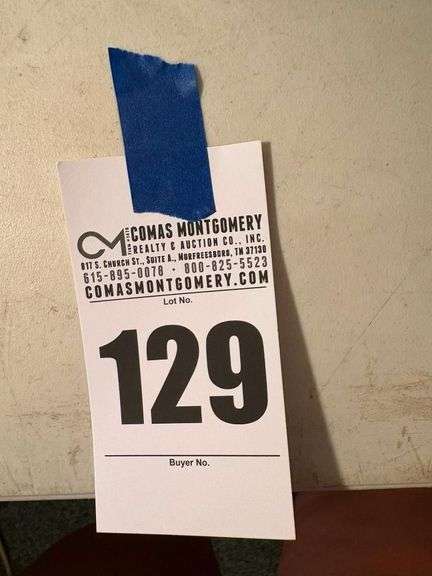 CM
COMAS MONTGOMERY
REALTY & AUCTION CO., INC.
817 S. CHURCH ST., SUITE A., MURFREESBORO, TN 37130
615-895-0078 • 800-825-5523
COMASMONTGOMERY.COM
Lot No.
129
Buyer No.